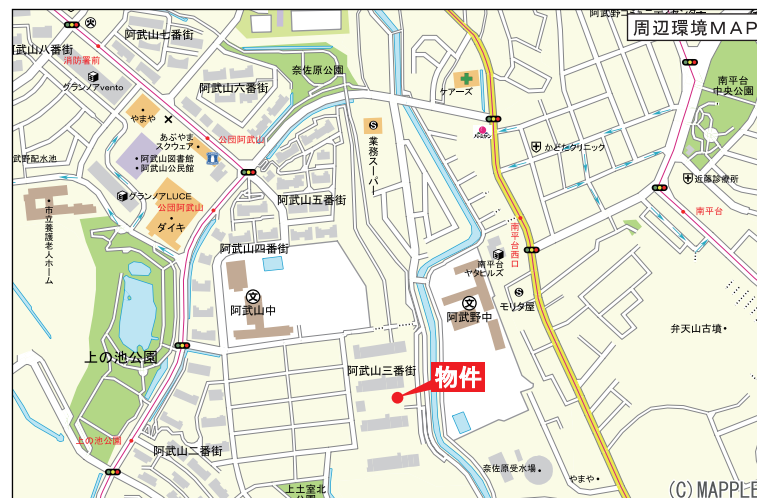 周辺環境MAP
阿武山八番街
阿武山七番街
消防署前
グランノアvento
阿武山六番街
奈佐原公園
ケアーズ
南平台
中央公園
やまや
公団阿武山
あぶやま
スクウェア
阿武山図書館
阿武山公民館
業務スーパー
かどたクリニック
近藤診療所
武野配水池
グランノアLUCE
公団阿武山
ダイキ
阿武山五番街
南平台
市立養護老人ホーム
阿武山四番街
南平台西口
南平台
ヤタヒルズ
モリタ屋
阿武山中
阿武野中
弁天山古墳
上の池公園
阿武山三番街
物件
上の池公園
阿武山二番街
奈佐原受水場
やまや
上土室北
公園
(C) MAPPLE